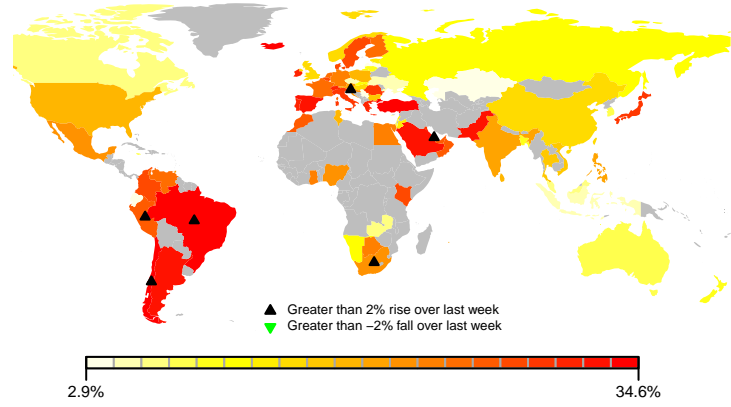 Greater than 2% rise over last week
Greater than −2% fall over last week
2.9%
34.6%